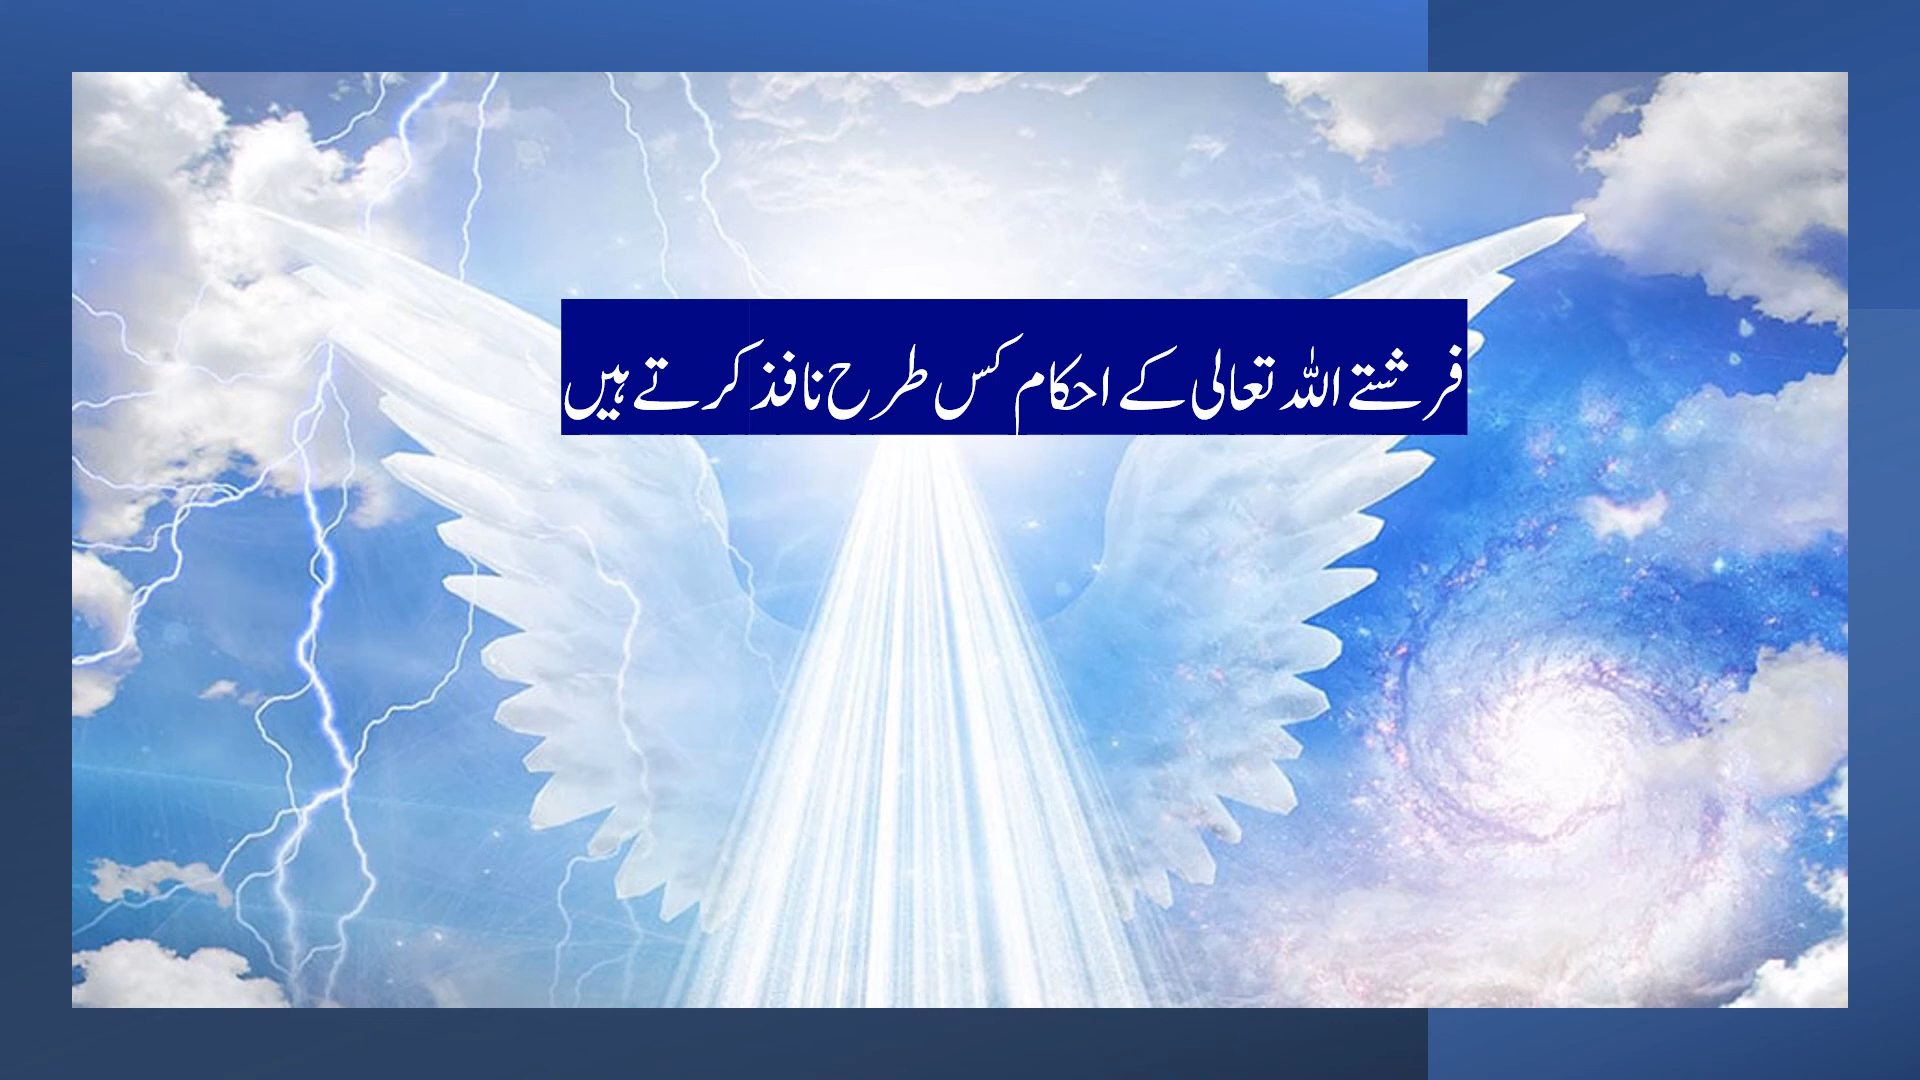 فرشتے اللہ تعالی کے احکام کس طرح نافذ کرتے ہیں